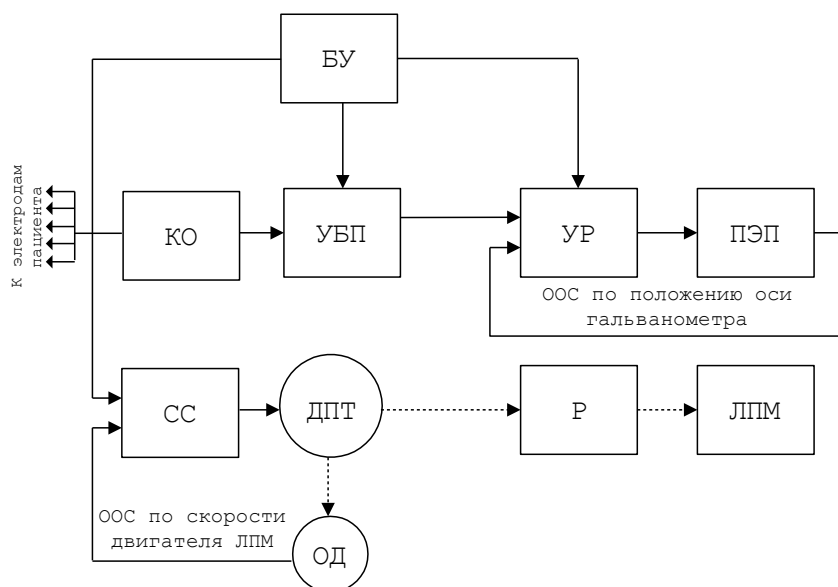 БУ
К электродам
пациента
КО
УБП
УР
ПЭП
ООС по положению оси
гальванометра
СС
ДПТ
Р
ЛПМ
ООС по скорости
двигателя ЛПМ
ОД